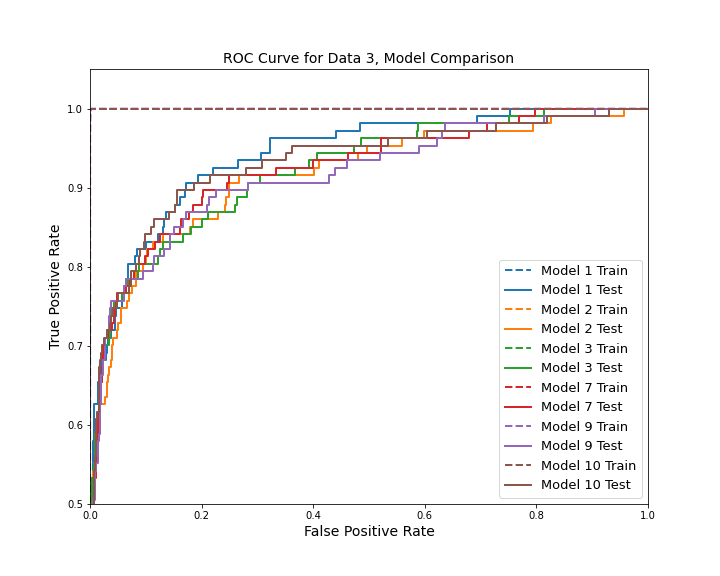 ROC Curve for Data 3, Model Comparison
True Positive Rate
1.0
0.9
0.8
0.7
0.6
0.5
Model 1 Train
Model 1 Test
Model 2 Train
Model 2 Test
Model 3 Train
Model 3 Test
Model 7 Train
Model 7 Test
Model 9 Train
Model 9 Test
Model 10 Train
Model 10 Test
0.0 0.2 0.4 0.6 0.8 1.0
False Positive Rate